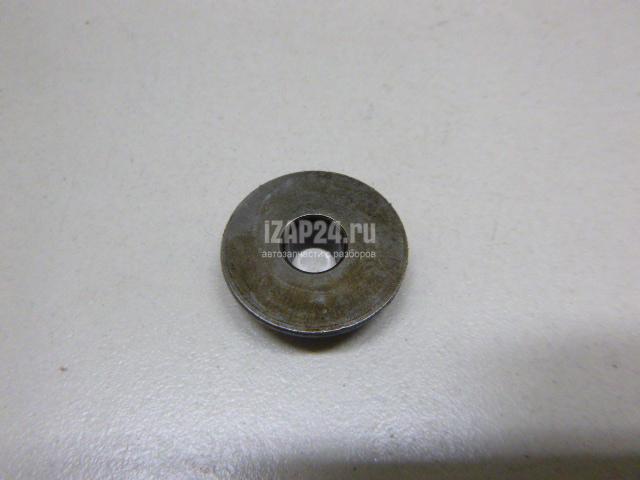 iZAP24.ru
автозапчасти с разборов